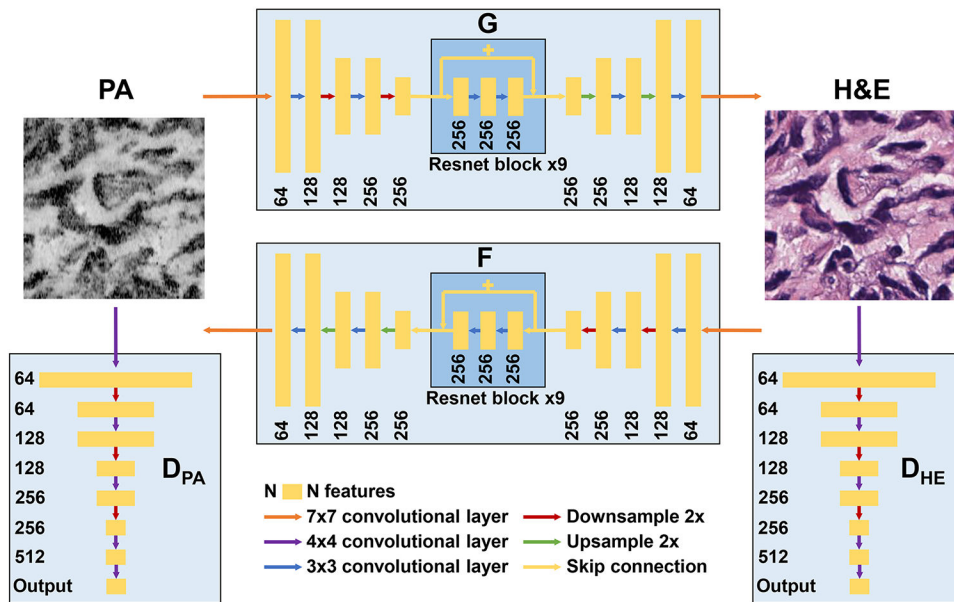 G
PA
H&E
+
256
256
256
Resnet block x9
64
128
128
256
256
256
256
128
128
64
F
+
256
256
256
Resnet block x9
64
128
128
256
256
256
256
128
128
64
64
64
128
128
256
256
512
Output
D PA
64
64
128
128
256
256
512
Output
D HE
N N features
7x7 convolutional layer
4x4 convolutional layer
3x3 convolutional layer
Downsample 2x
Upsample 2x
Skip connection